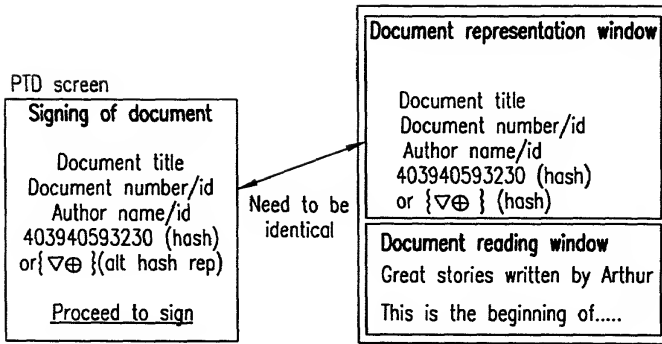 PTD screen
Signing of document
Document title
Document number/id
Author name/id
403940593230 (hash)
or{▽⊕}(alt hash rep)
Proceed to sign
Need to be
identical
Document representation window
Document title
Document number/id
Author name/id
403940593230 (hash)
or {▽⊕ } (hash)
Document reading window
Great stories written by Arthur
This is the beginning of.....